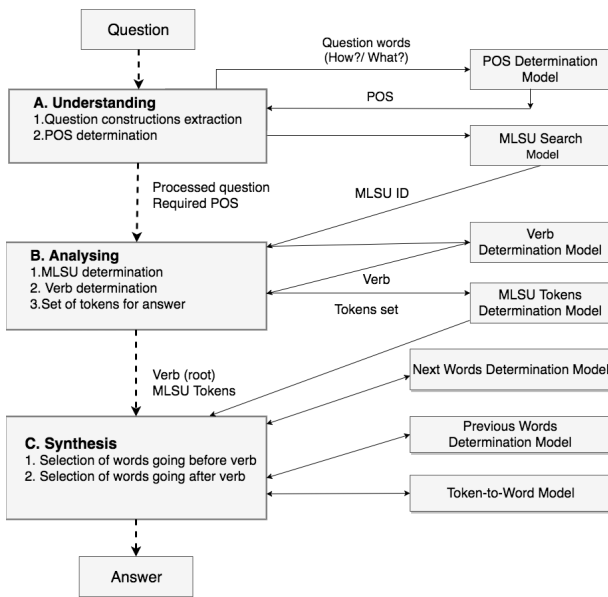 Question
Question words
(How?/ What?)
POS Determination
Model
A. Understanding
1.Question constructions extraction
2.POS determination
POS
MLSU Search
Model
Processed question
Required POS
MLSU ID
B. Analysing
1.MLSU determination
2. Verb determination
3.Set of tokens for answer
Verb
Determination Model
Verb
Tokens set
MLSU Tokens
Determination Model
Verb (root)
MLSU Tokens
Next Words Determination Model
C. Synthesis
1. Selection of words going before verb
2. Selection of words going after verb
Previous Words
Determination Model
Token-to-Word Model
Answer